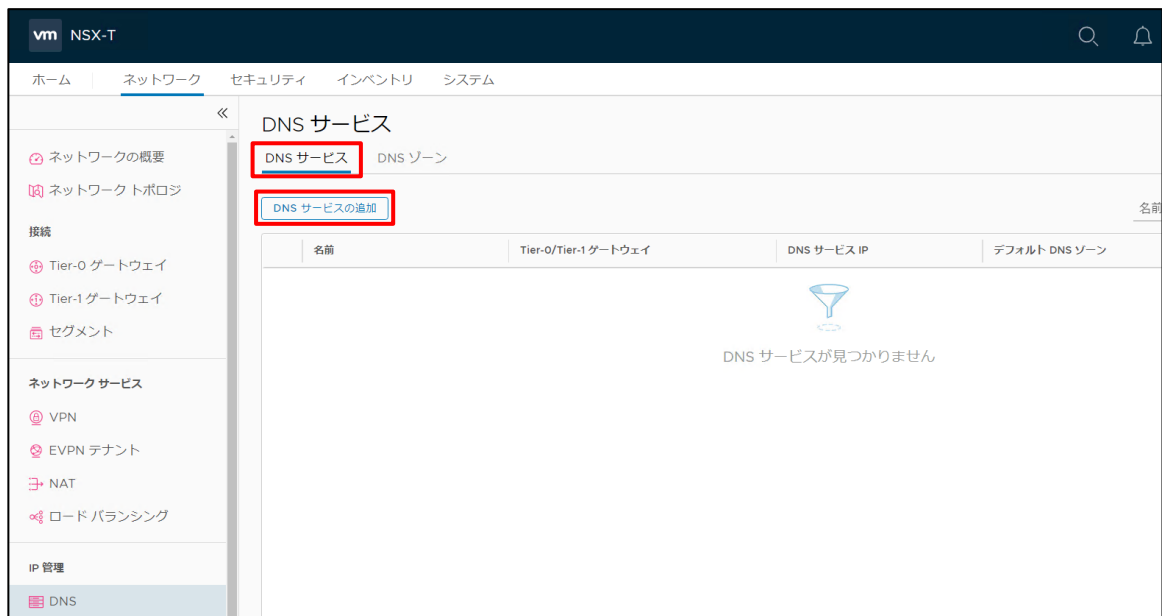 vm NSX-T
ホーム ネットワーク セキュリティ インベントリ システム
ネットワークの概要
ネットワーク トポロジ
接続
Tier-0 ゲートウェイ
Tier-1 ゲートウェイ
セグメント
ネットワーク サービス
VPN
EVPN テナント
NAT
ロード バランシング
IP 管理
DNS
DNS サービス
DNS サービス DNS ゾーン
DNS サービスの追加
名前
名前 Tier-0/Tier-1 ゲートウェイ DNS サービス IP デフォルト DNS ゾーン
DNS サービスが見つかりません